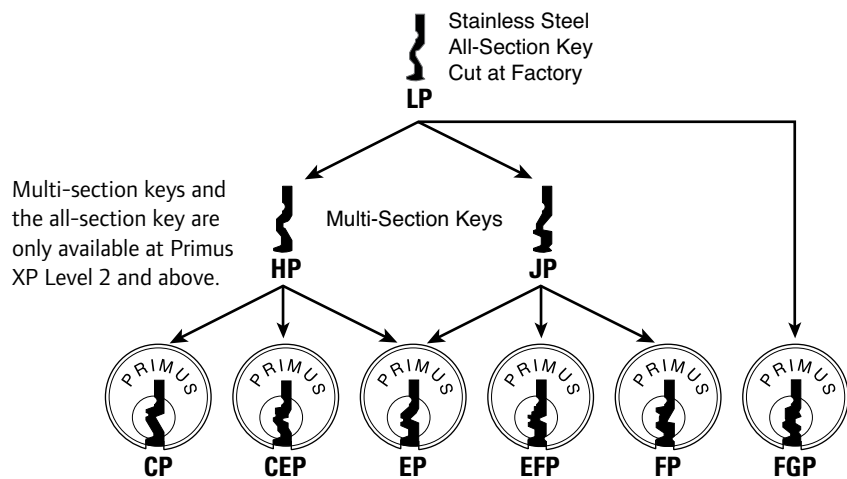 Stainless Steel
All-Section Key
Cut at Factory
LP
Multi-section keys and
the all-section key are
only available at Primus
XP Level 2 and above.
Multi-Section Keys
HP
JP
PRIMUS
PRIMUS
PRIMUS
PRIMUS
PRIMUS
PRIMUS
CP
CEP
EP
EFP
FP
FGP